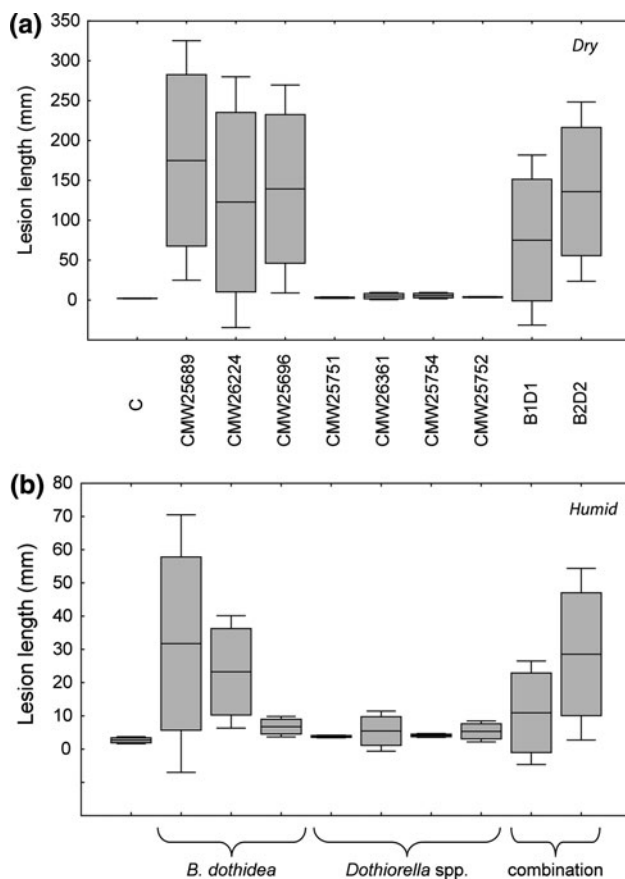 (a)
Dry
Lesion length (mm)
350
300
250
200
150
100
50
0
C
CMW25689
CMW26224
CMW25696
CMW25751
CMW26361
CMW25754
CMW25752
B1D1
B2D2
(b)
Humid
Lesion length (mm)
80
70
60
50
40
30
20
10
0
B. dothidea
Dothiorella spp.
combination